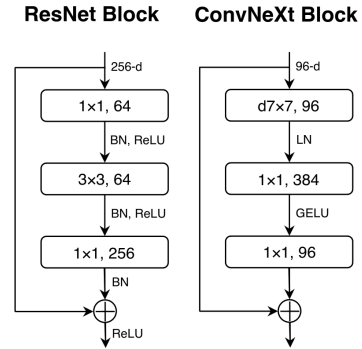 ResNet Block
256-d
1×1, 64
BN, ReLU
3×3, 64
BN, ReLU
1×1, 256
BN
ReLU
ConvNeXt Block
96-d
d7×7, 96
LN
1×1, 384
GELU
1×1, 96